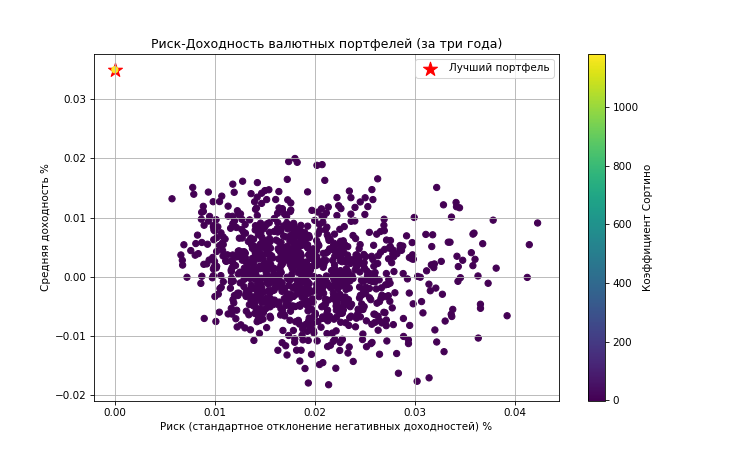 Риск-Доходность валютных портфелей (за три года)
Лучший портфель
Средняя доходность %
0.03
0.02
0.01
0.00
−0.01
−0.02
0.00 0.01 0.02 0.03 0.04
Риск (стандартное отклонение негативных доходностей) %
1000
800
600
400
200
0
Коэффициент Сортино